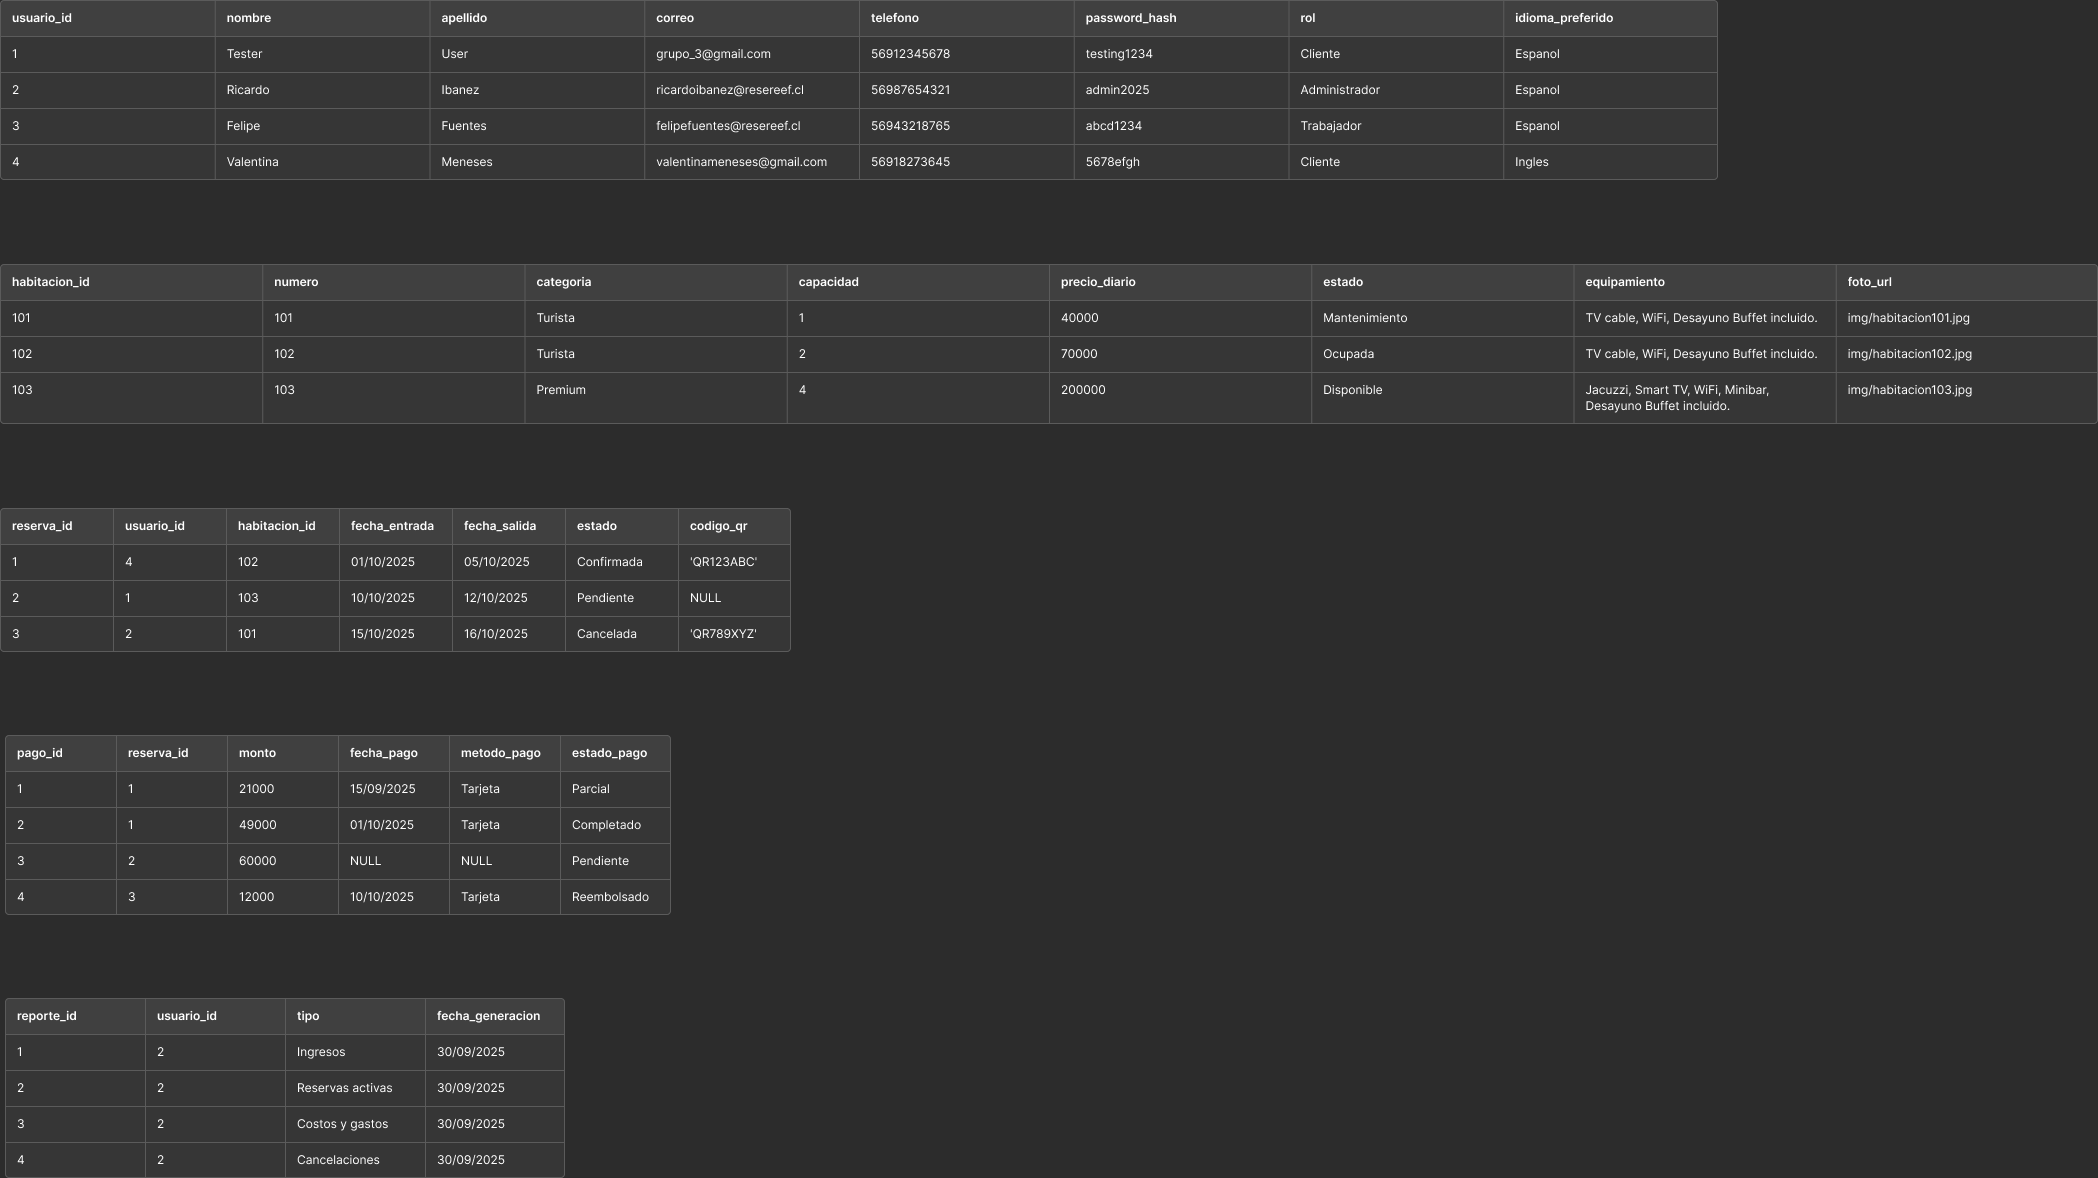 usuario_id nombre apellido correo telefono password_hash rol idioma_preferido
1 Tester User grupo_3@gmail.com 56912345678 testing1234 Cliente Espanol
2 Ricardo Ibanez ricardoibanez@resereef.cl 56987654321 admin2025 Administrador Espanol
3 Felipe Fuentes felipefuentes@resereef.cl 56943218765 abcd1234 Trabajador Espanol
4 Valentina Meneses valentinameneses@gmail.com 56918273645 5678efgh Cliente Ingles
habitacion_id numero categoria capacidad precio_diario estado equipamiento foto_url
101 101 Turista 1 40000 Mantenimiento TV cable, WiFi, Desayuno Buffet incluido. img/habitacion101.jpg
102 102 Turista 2 70000 Ocupada TV cable, WiFi, Desayuno Buffet incluido. img/habitacion102.jpg
103 103 Premium 4 200000 Disponible Jacuzzi, Smart TV, WiFi, Minibar, img/habitacion103.jpg
Desayuno Buffet incluido.
reserva_id usuario_id habitacion_id fecha_entrada fecha_salida estado codigo_qr
1 4 102 01/10/2025 05/10/2025 Confirmada 'QR123ABC'
2 1 103 10/10/2025 12/10/2025 Pendiente NULL
3 2 101 15/10/2025 16/10/2025 Cancelada 'QR789XYZ'
pago_id reserva_id monto fecha_pago metodo_pago estado_pago
1 1 21000 15/09/2025 Tarjeta Parcial
2 1 49000 01/10/2025 Tarjeta Completado
3 2 60000 NULL NULL Pendiente
4 3 12000 10/10/2025 Tarjeta Reembolsado
reporte_id usuario_id tipo fecha_generacion
1 2 Ingresos 30/09/2025
2 2 Reservas activas 30/09/2025
3 2 Costos y gastos 30/09/2025
4 2 Cancelaciones 30/09/2025